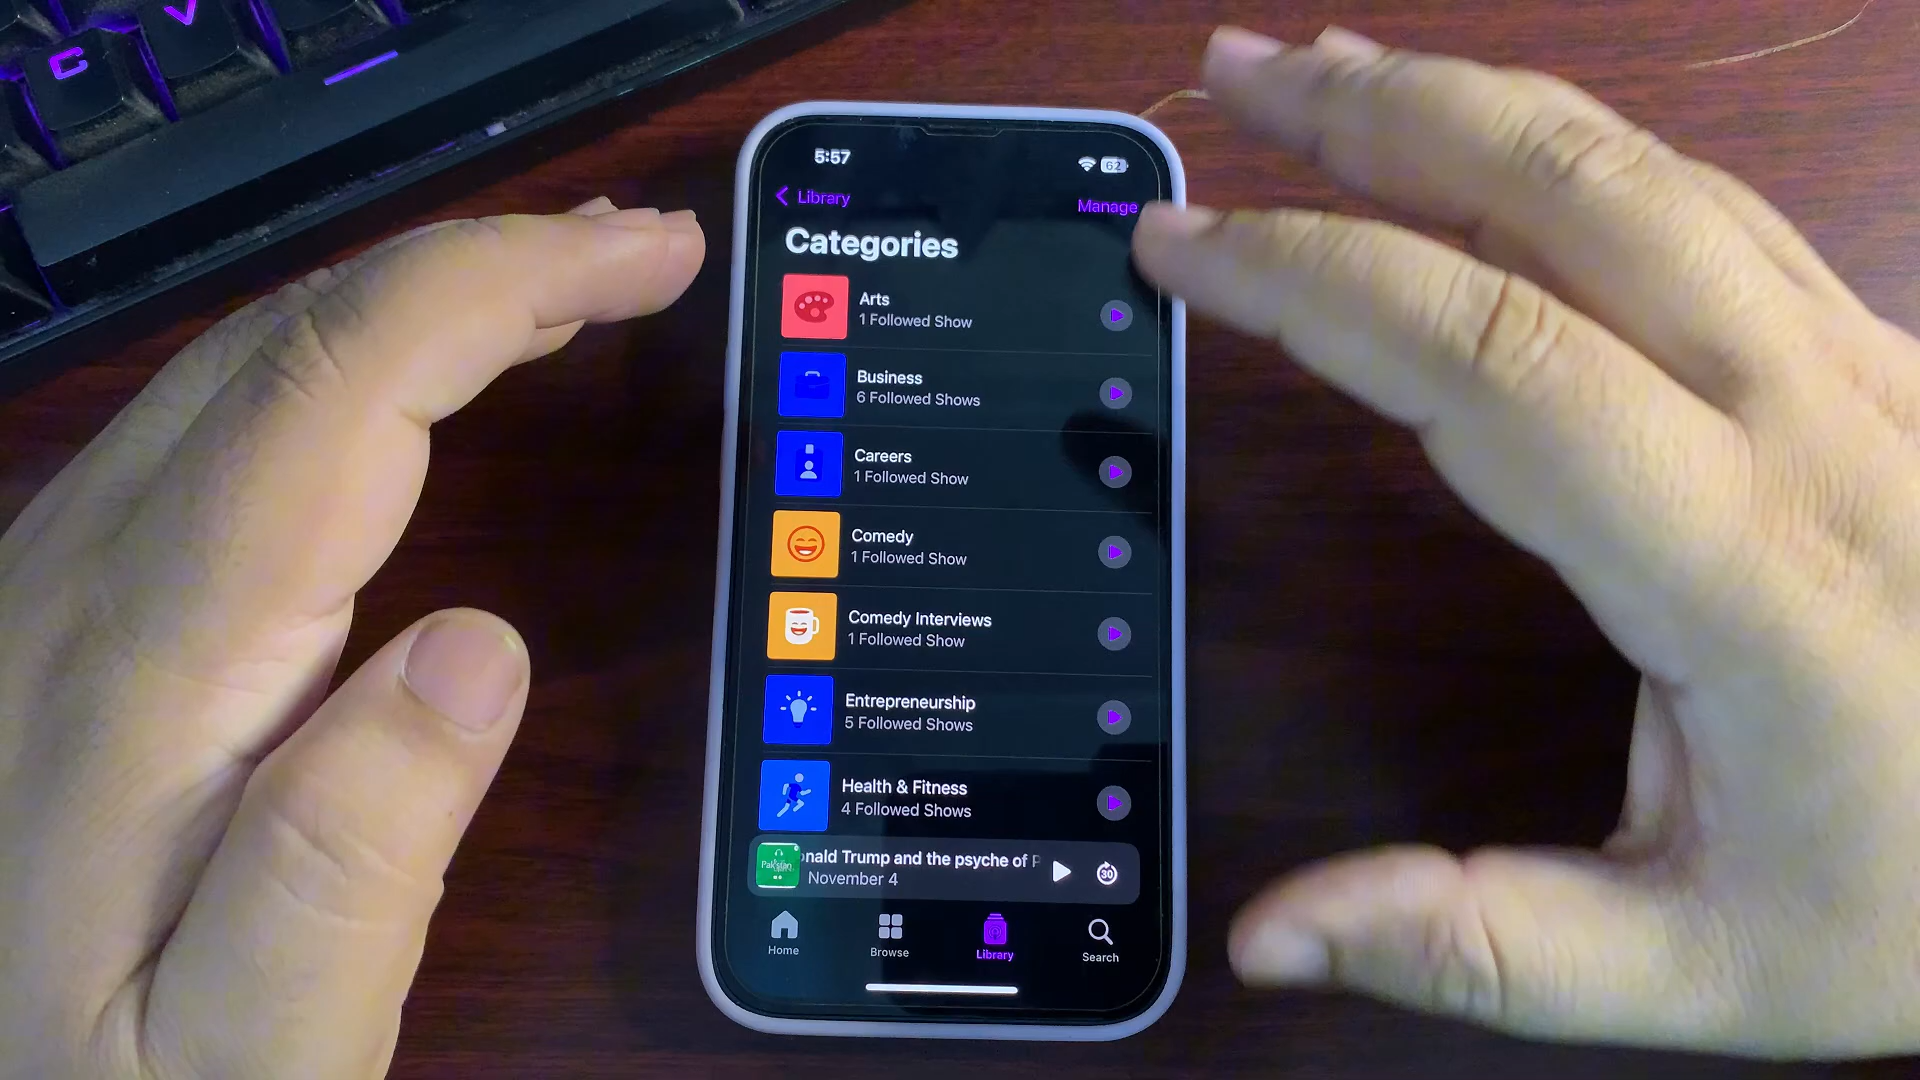 C
V
5:57
62
Library
Manage
Categories
Arts
1 Followed Show
Business
6 Followed Shows
Careers
1 Followed Show
Comedy
1 Followed Show
Comedy Interviews
1 Followed Show
Entrepreneurship
5 Followed Shows
Health & Fitness
4 Followed Shows
Pakistan
onald Trump and the psyche of P
November 4
30
Home
Browse
Library
Search